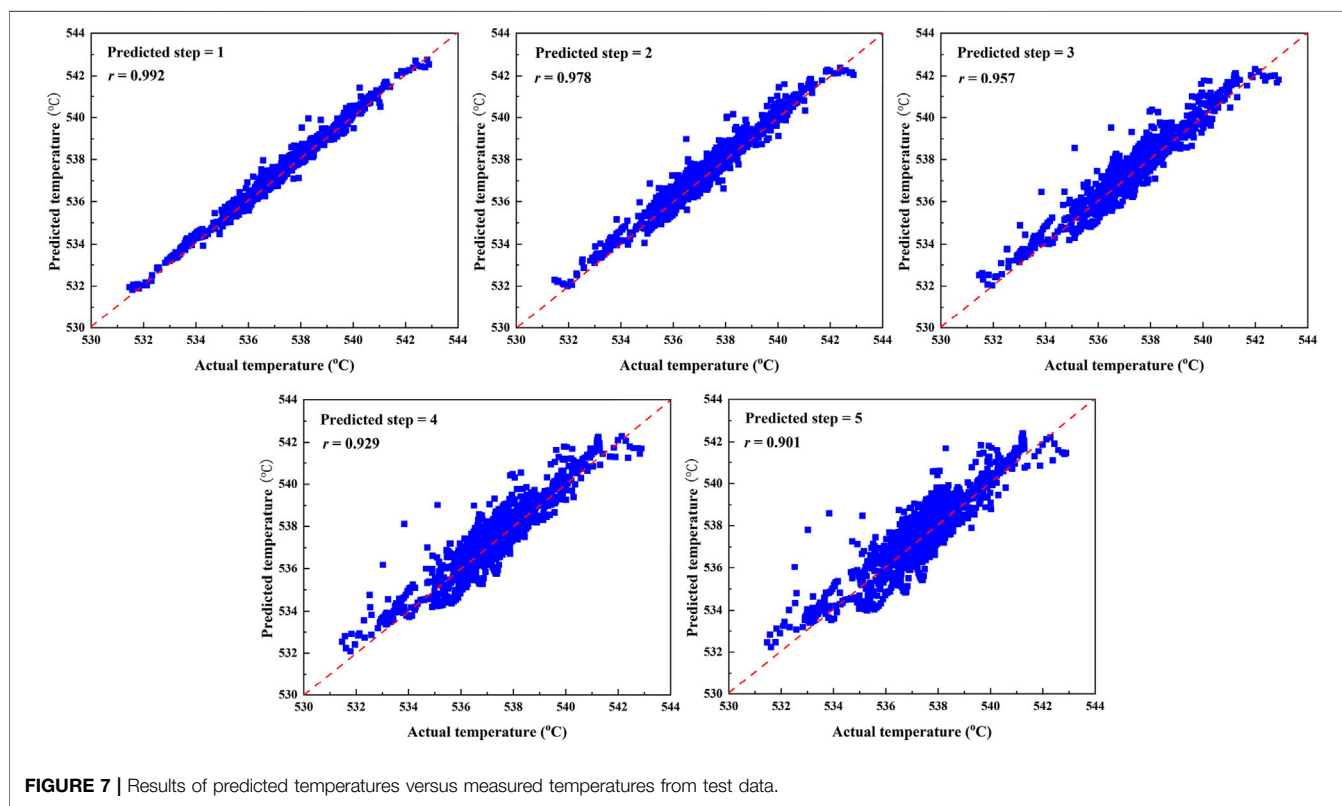 Predicted step = 1
r = 0.992
Predicted temperature (°C)
544
542
540
538
536
534
532
530
530 532 534 536 538 540 542 544
Actual temperature (°C)
Predicted step = 2
r = 0.978
Predicted temperature (°C)
544
542
540
538
536
534
532
530
530 532 534 536 538 540 542 544
Actual temperature (°C)
Predicted step = 3
r = 0.957
Predicted temperature (°C)
544
542
540
538
536
534
532
530
530 532 534 536 538 540 542 544
Actual temperature (°C)
Predicted step = 4
r = 0.929
Predicted temperature (°C)
544
542
540
538
536
534
532
530
530 532 534 536 538 540 542 544
Actual temperature (°C)
Predicted step = 5
r = 0.901
Predicted temperature (°C)
544
542
540
538
536
534
532
530
530 532 534 536 538 540 542 544
Actual temperature (°C)
FIGURE 7 | Results of predicted temperatures versus measured temperatures from test data.